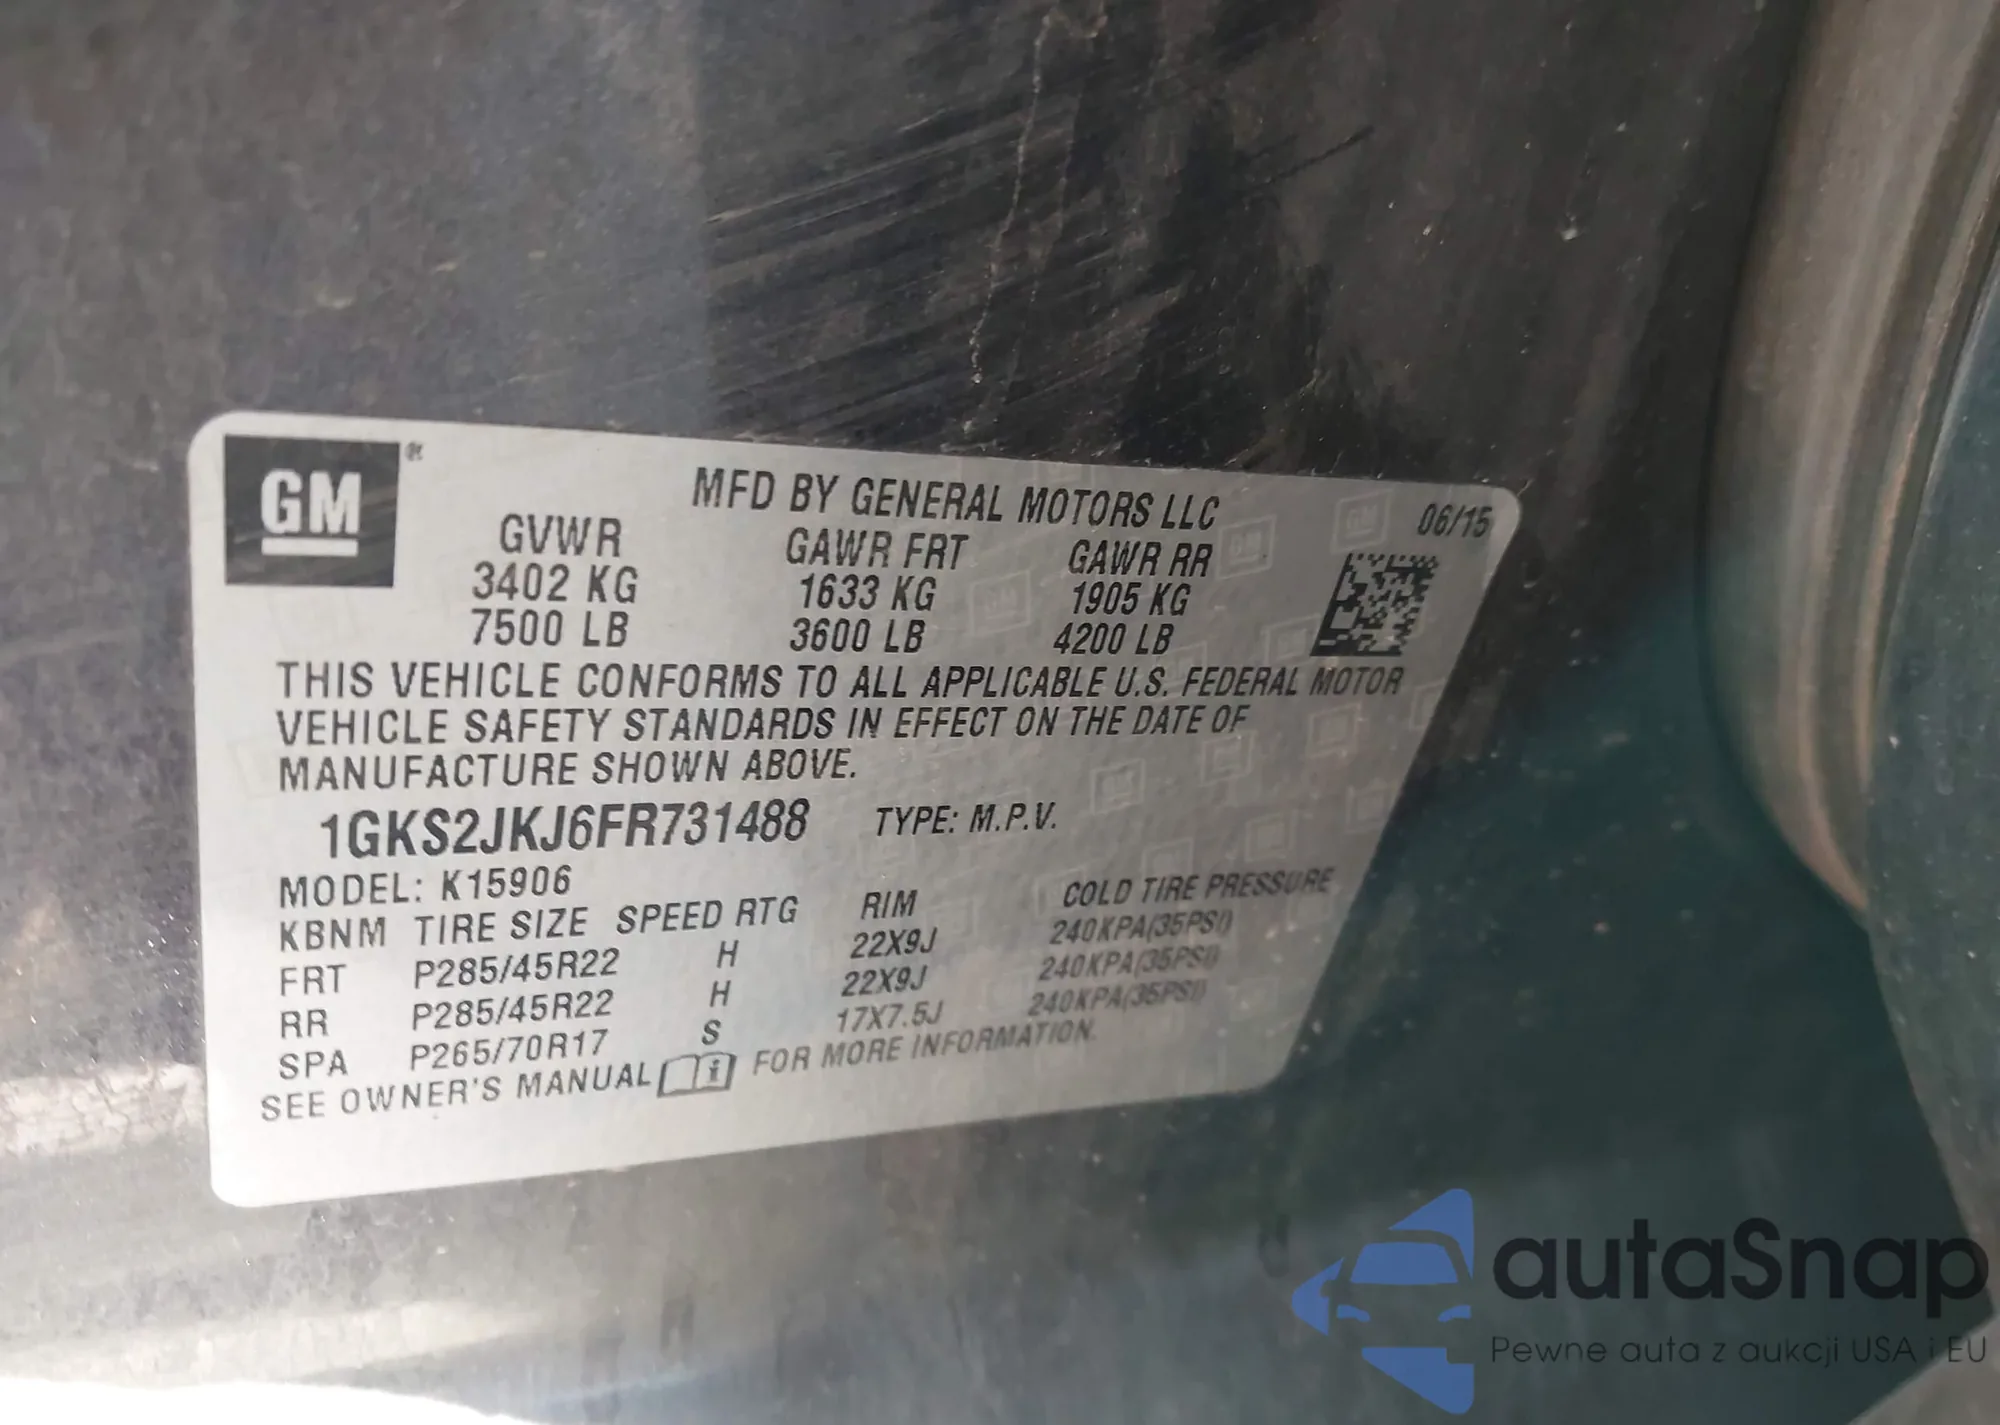 GM®
MFD BY GENERAL MOTORS LLC 06/15
GVWR GAWR FRT GAWR RR
3402 KG 1633 KG 1905 KG
7500 LB 3600 LB 4200 LB
THIS VEHICLE CONFORMS TO ALL APPLICABLE U.S. FEDERAL MOTOR
VEHICLE SAFETY STANDARDS IN EFFECT ON THE DATE OF
MANUFACTURE SHOWN ABOVE.
1GKS2JKJ6FR731488 TYPE: M.P.V.
MODEL: K15906
KBNM TIRE SIZE SPEED RTG RIM COLD TIRE PRESSURE
FRT P285/45R22 H 22X9J 240KPA(35PSI)
RR P285/45R22 H 22X9J 240KPA(35PSI)
SPA P265/70R17 S 17X7.5J 240KPA(35PSI)
SEE OWNER'S MANUAL FOR MORE INFORMATION.
autaSnap
Pewne auta z aukcji USA i EU